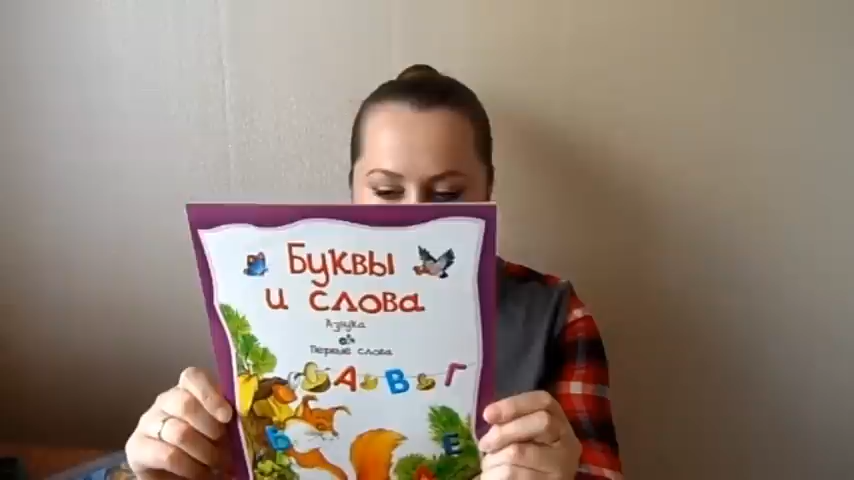 Буквы
и слова
Азбука
Первые слова
А В Г
Б
Е
Д